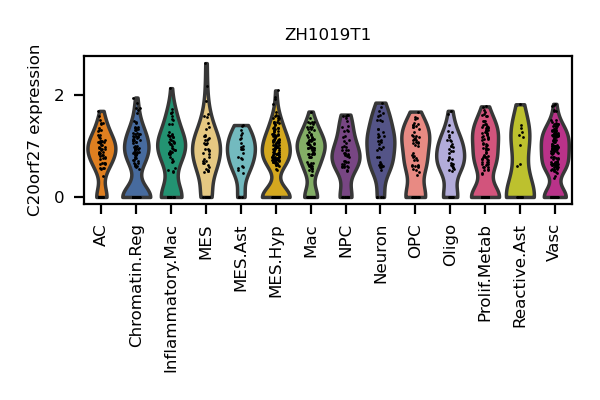 ZH1019T1
C20orf27 expression
2
0
AC
Chromatin.Reg
Inflammatory.Mac
MES
MES.Ast
MES.Hyp
Mac
NPC
Neuron
OPC
Oligo
Prolif.Metab
Reactive.Ast
Vasc